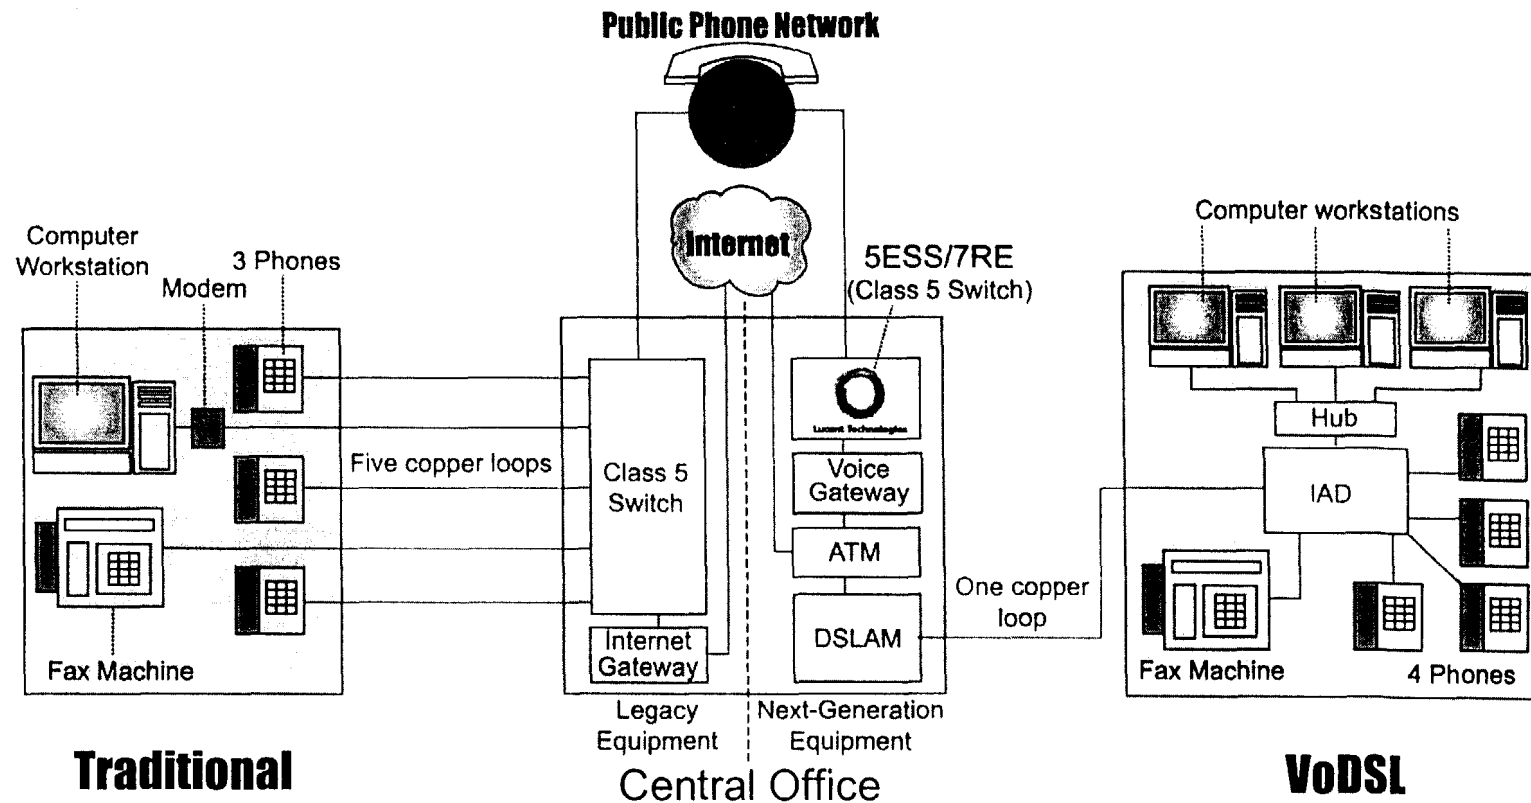 Public Phone Network
Internet
5ESS/7RE
(Class 5 Switch)
Computer
Workstation
Modem
3 Phones
Five copper loops
Fax Machine
Traditional
Class 5
Switch
Internet
Gateway
Lucent Technologies
Voice
Gateway
ATM
DSLAM
Legacy
Equipment
Next-Generation
Equipment
Central Office
One copper
loop
Computer workstations
Hub
IAD
Fax Machine
4 Phones
VoDSL